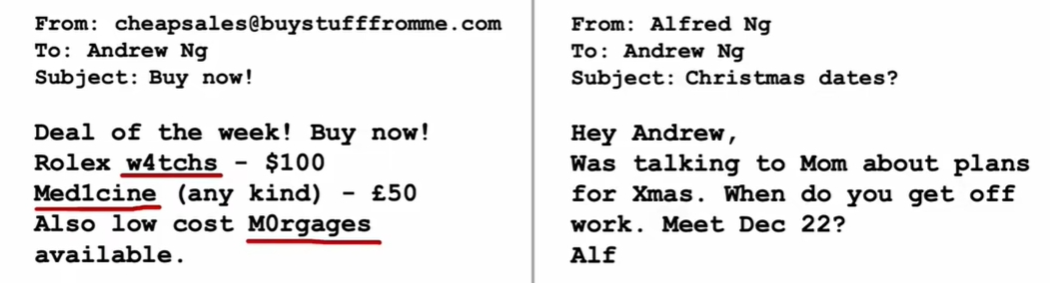 From: cheapsales@buystufffromme.com
To: Andrew Ng
Subject: Buy now!
Deal of the week! Buy now!
Rolex w4tchs - $100
Med1cine (any kind) - £50
Also low cost M0rgages
available.
From: Alfred Ng
To: Andrew Ng
Subject: Christmas dates?
Hey Andrew,
Was talking to Mom about plans
for Xmas. When do you get off
work. Meet Dec 22?
Alf